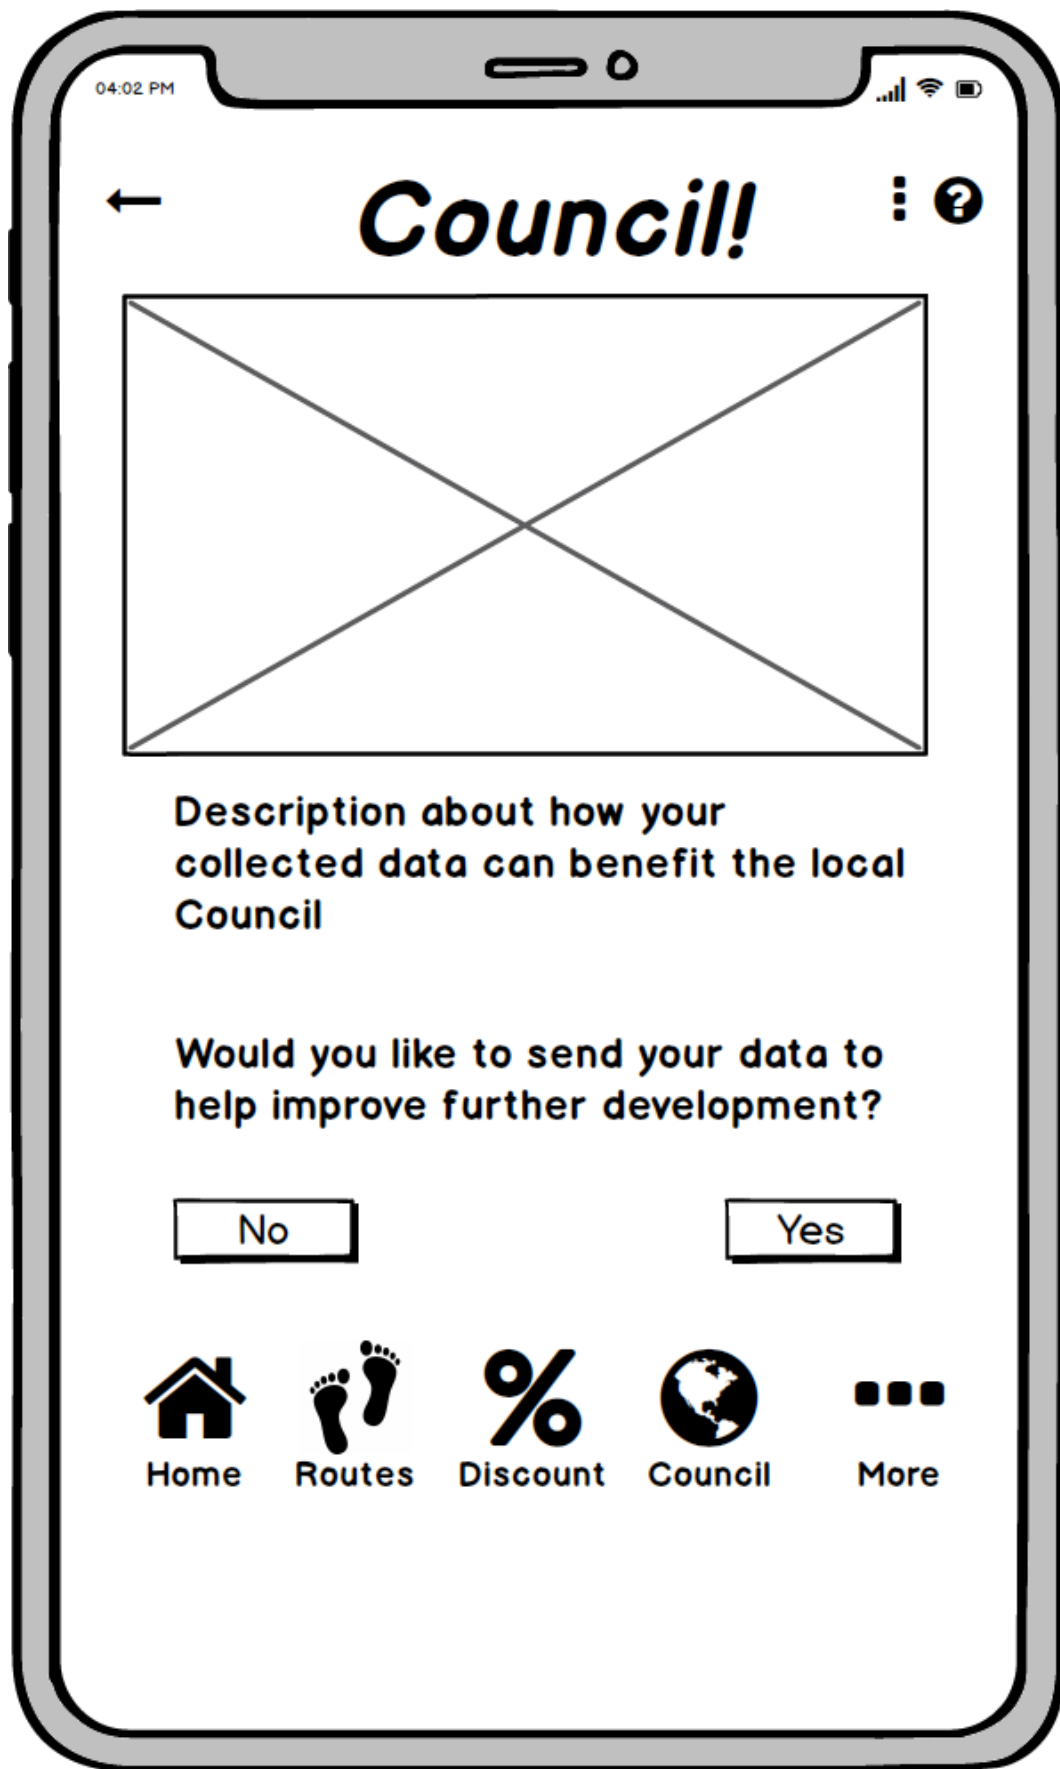 04:02 PM
Council!
?
Description about how your
collected data can benefit the local
Council
Would you like to send your data to
help improve further development?
No
Yes
%
Home
Routes
Discount
Council
More